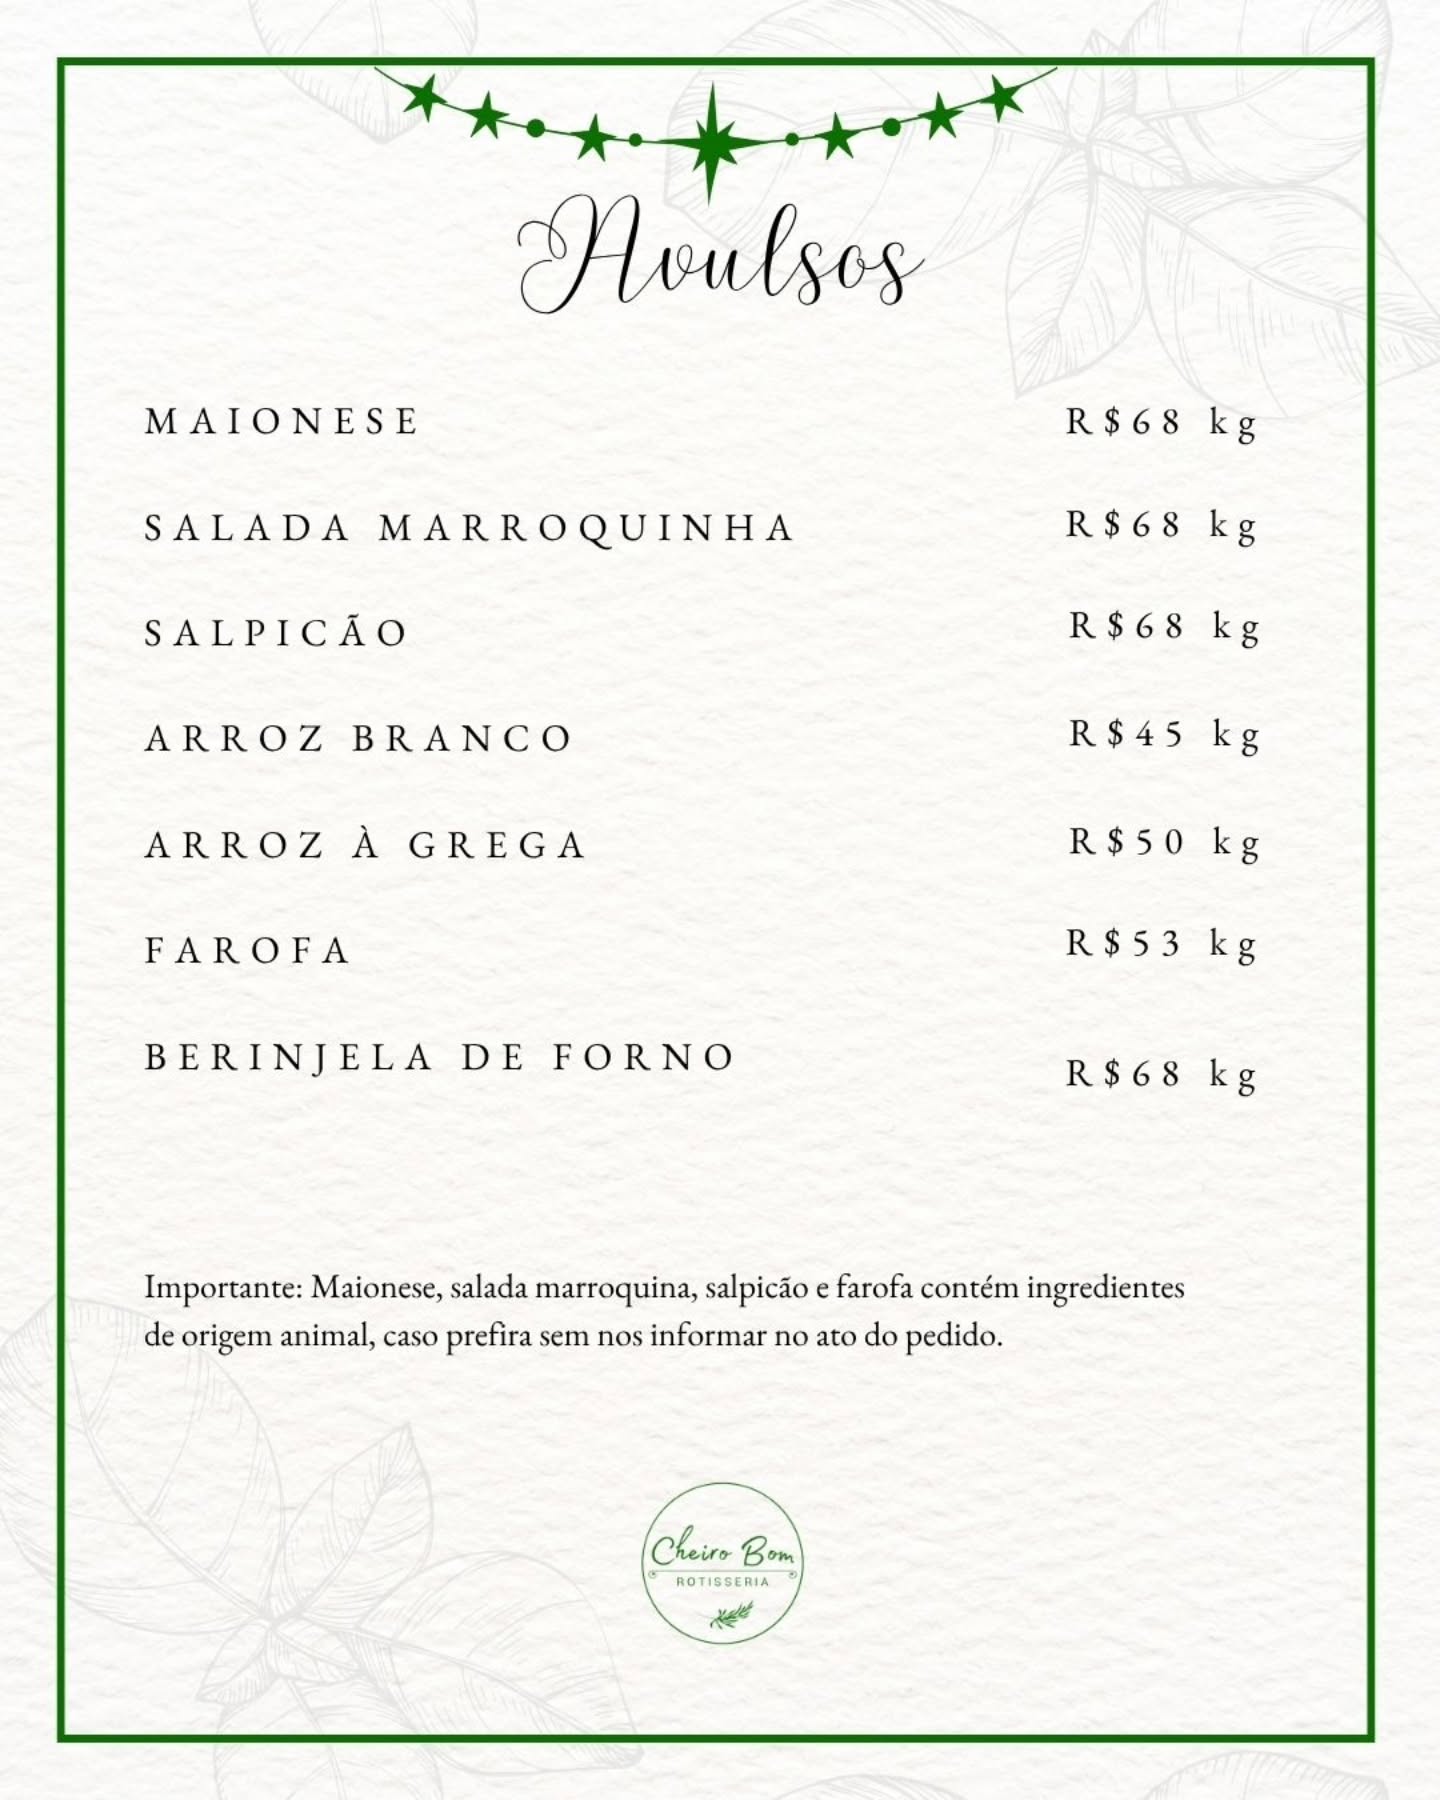 Avulsos
MAIONESE R$68 kg
SALADA MARROQUINHA R$68 kg
SALPICÃO R$68 kg
ARROZ BRANCO R$45 kg
ARROZ À GREGA R$50 kg
FAROFA R$53 kg
BERINJELA DE FORNO R$68 kg
Importante: Maionese, salada marroquina, salpicão e farofa contém ingredientes
de origem animal, caso prefira sem nos informar no ato do pedido.
Cheiro Bom
ROTISSERIA